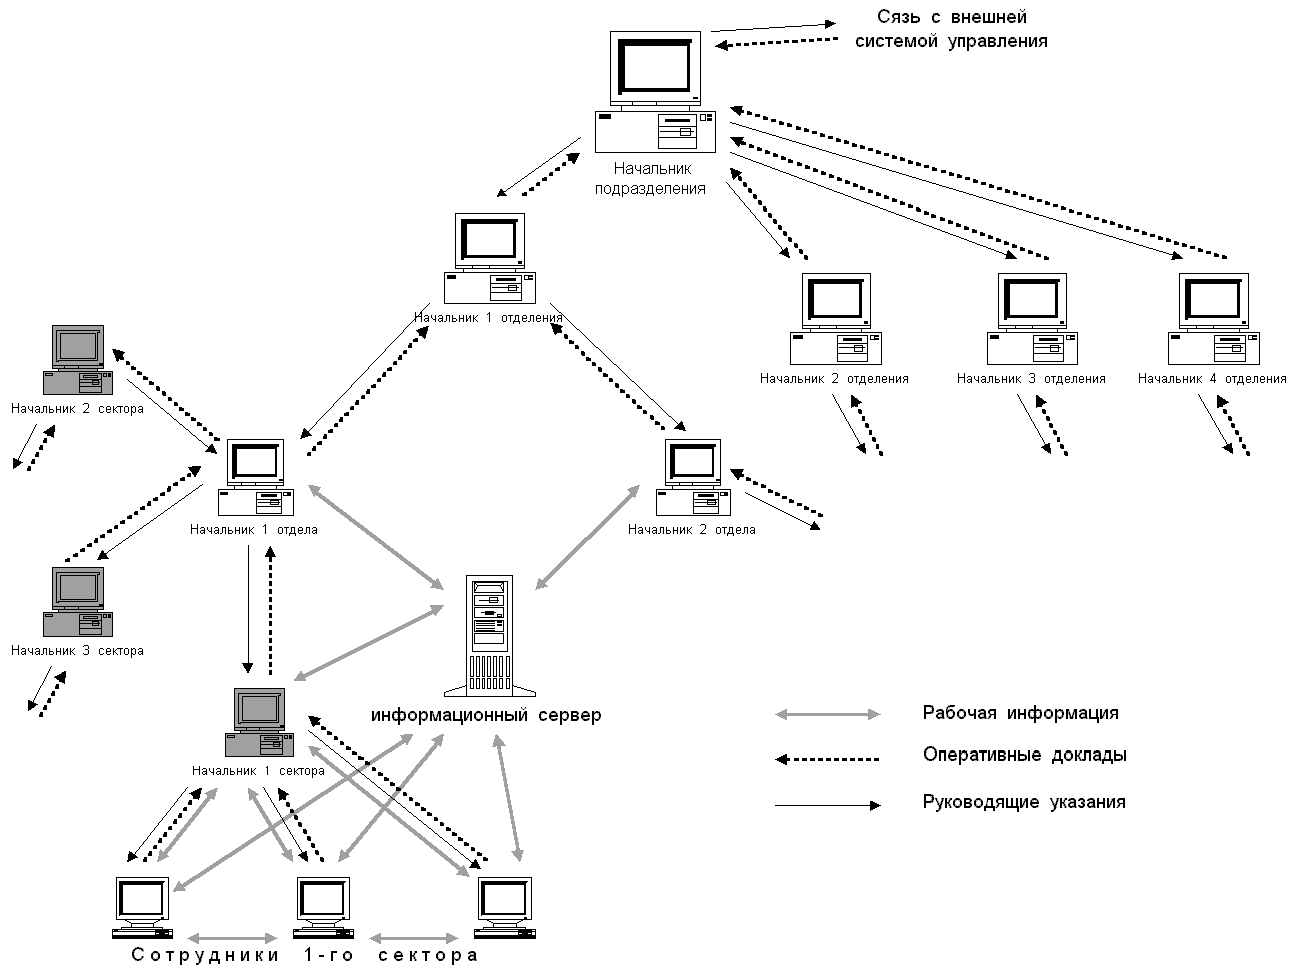 Сязь с внешней
системой управления
Начальник
подразделения
Начальник 1 отделения
Начальник 2 отделения
Начальник 3 отделения
Начальник 4 отделения
Начальник 2 сектора
Начальник 1 отдела
Начальник 2 отдела
Начальник 3 сектора
информационный сервер
Начальник 1 сектора
Рабочая информация
Оперативные доклады
Руководящие указания
Сотрудники 1-го сектора